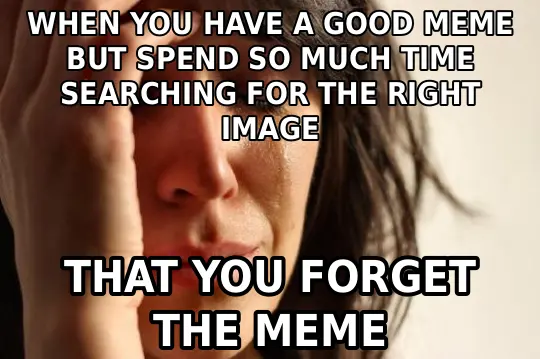 WHEN YOU HAVE A GOOD MEME
BUT SPEND SO MUCH TIME
SEARCHING FOR THE RIGHT
IMAGE
THAT YOU FORGET
THE MEME